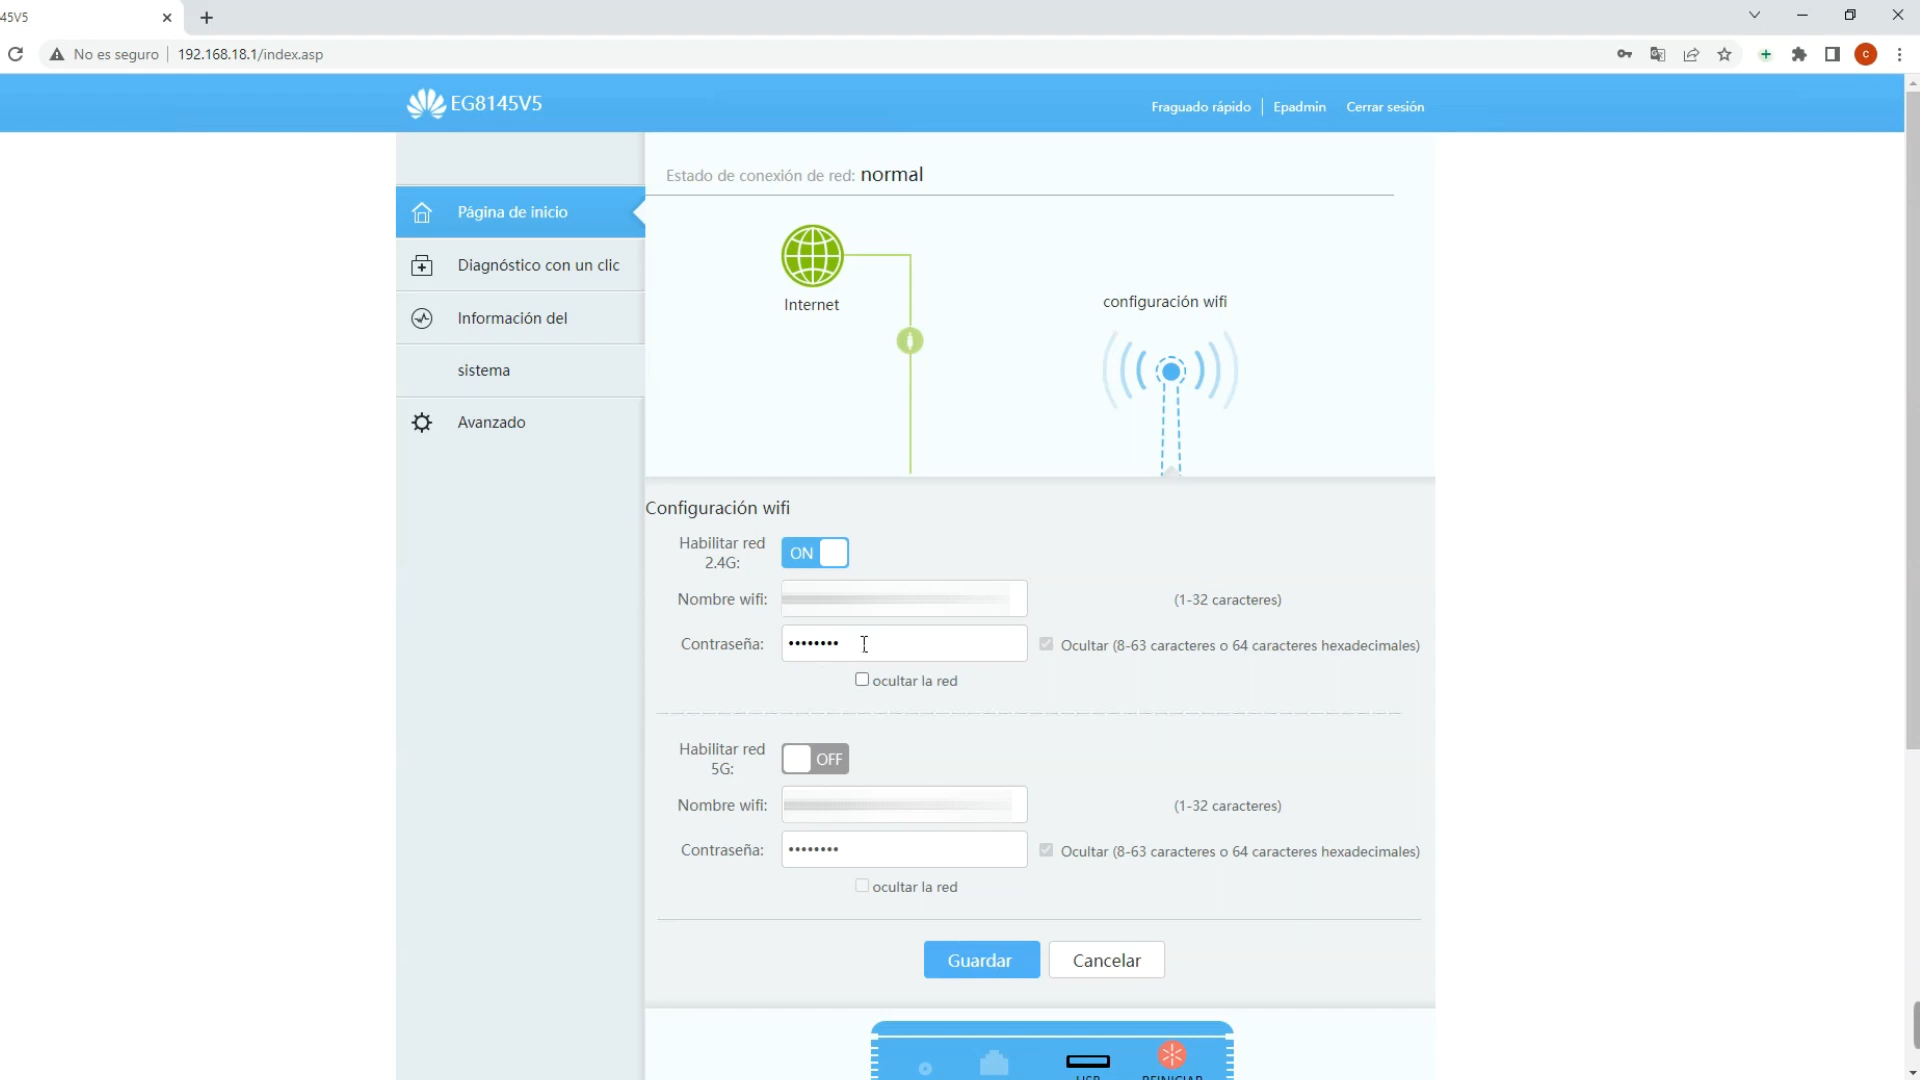 45V5
No es seguro
192.168.18.1/index.asp
C
EG8145V5
Fraguado rápido
Epadmin
Cerrar sesión
Estado de conexión de red: normal
Página de inicio
Diagnóstico con un clic
Información del
sistema
Avanzado
Internet
configuración wifi
Configuración wifi
Habilitar red
2.4G:
ON
Nombre wifi:
(1-32 caracteres)
Contraseña:
••••••••
Ocultar (8-63 caracteres o 64 caracteres hexadecimales)
ocultar la red
Habilitar red
5G:
OFF
Nombre wifi:
(1-32 caracteres)
Contraseña:
••••••••
Ocultar (8-63 caracteres o 64 caracteres hexadecimales)
ocultar la red
Guardar
Cancelar
USB
REINICIAR